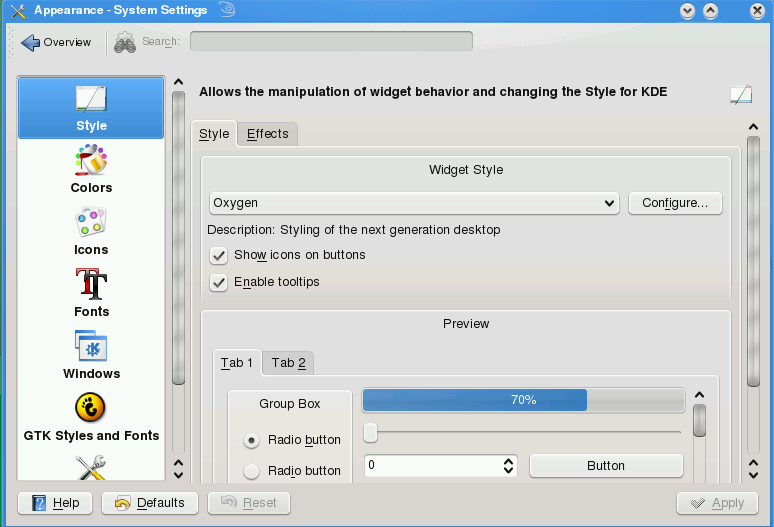 Appearance - System Settings
Overview
Search:
Style
Colors
Icons
Fonts
Windows
GTK Styles and Fonts
Allows the manipulation of widget behavior and changing the Style for KDE
Style Effects
Widget Style
Oxygen Configure...
Description: Styling of the next generation desktop
Show icons on buttons
Enable tooltips
Preview
Tab 1 Tab 2
Group Box 70%
Radio button
Radio button 0 Button
Help Defaults Reset Apply